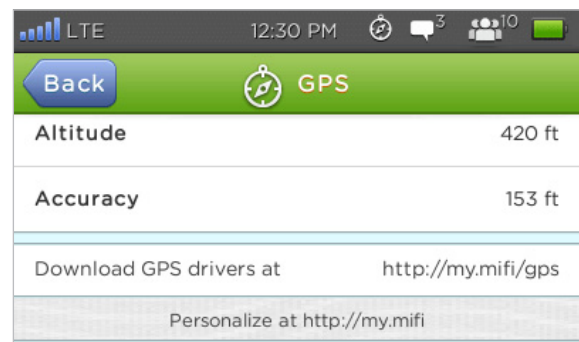 LTE 12:30 PM 3 10
Back GPS
Altitude 420 ft
Accuracy 153 ft
Download GPS drivers at http://my.mifi/gps
Personalize at http://my.mifi